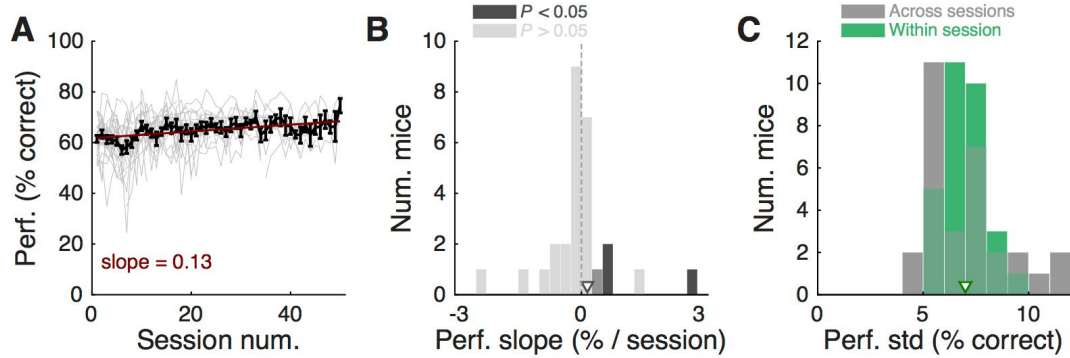 A
Perf. (% correct)
100
80
60
40
20
0
slope = 0.13
0
20
40
Session num.
B
P < 0.05
P > 0.05
Num. mice
10
8
6
4
2
0
-3
0
3
Perf. slope (% / session)
C
Across sessions
Within session
Num. mice
12
10
8
6
4
2
0
0
5
10
Perf. std (% correct)